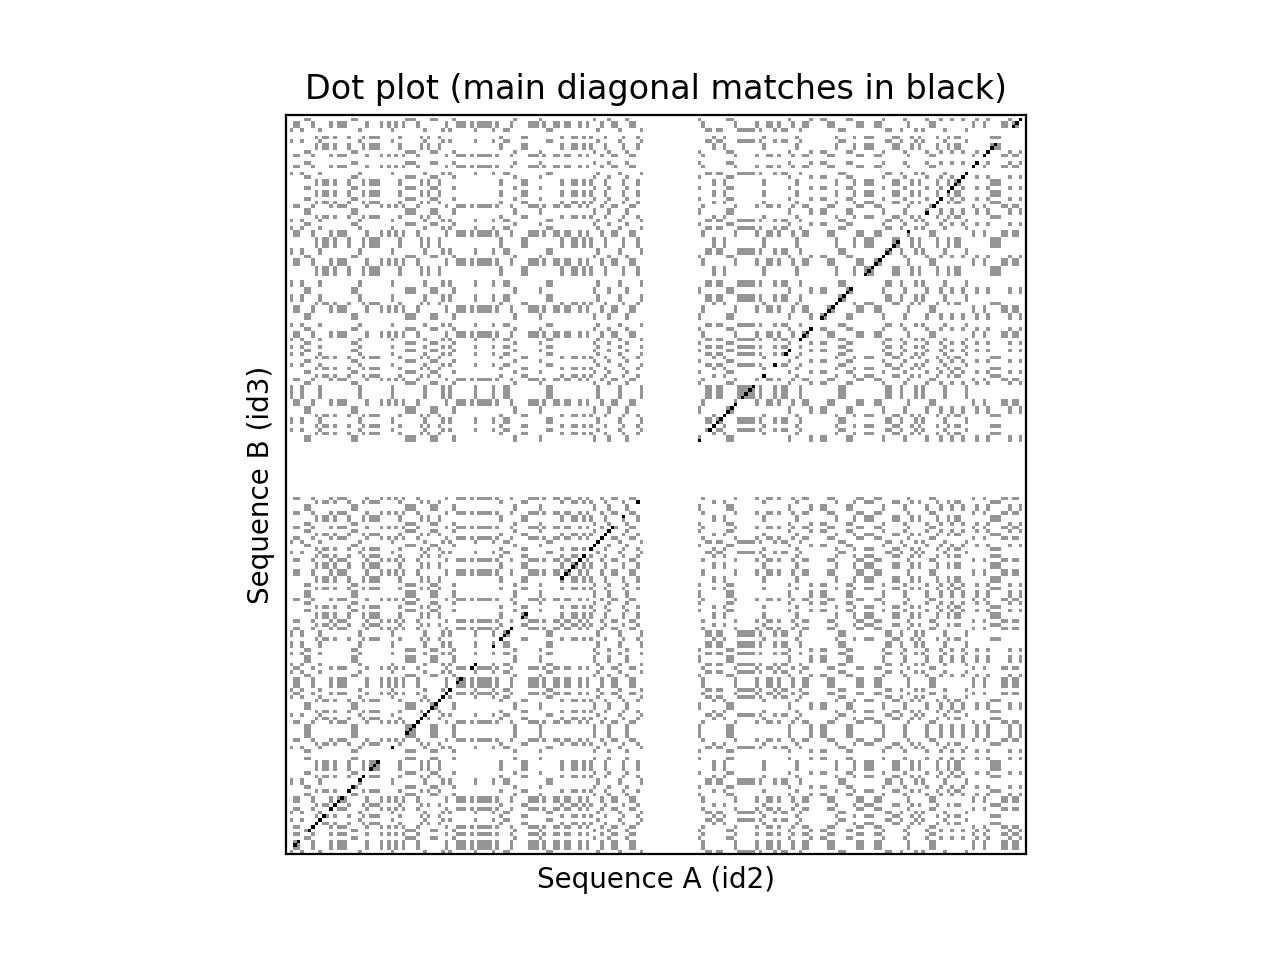 Dot plot (main diagonal matches in black)
Sequence B (id3)
Sequence A (id2)